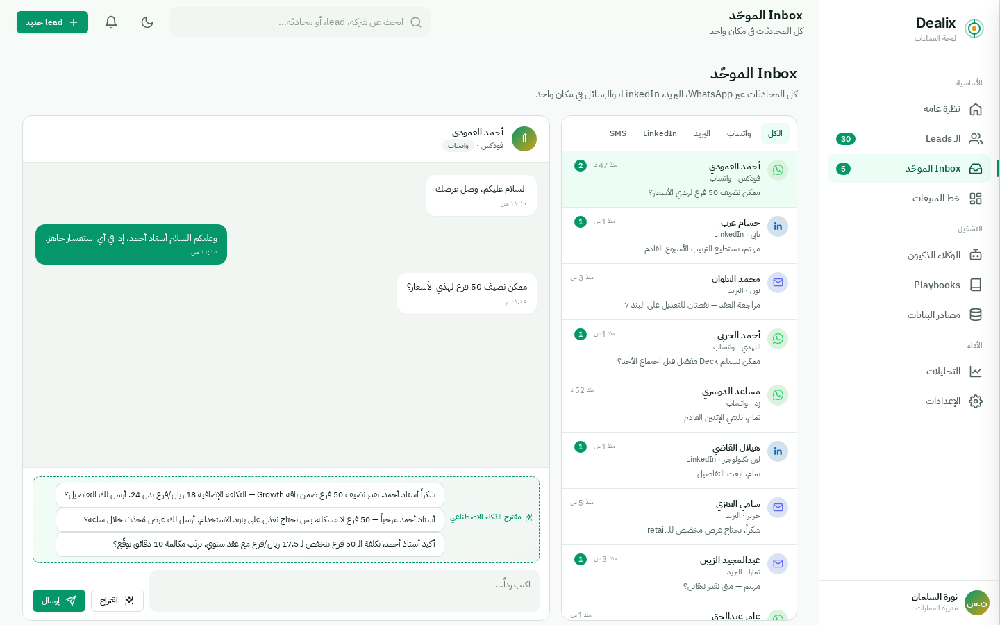 Dealix
لوحة العمليات
الأساسية
نظرة عامة
الـ Leads
30
Inbox الموحّد
5
خط المبيعات
التشغيل
الوكلاء الذكيون
Playbooks
مصادر البيانات
الأداء
التحليلات
الإعدادات
ن.س
نورة السلمان
مديرة العمليات
Inbox الموحّد
كل المحادثات في مكان واحد
ابحث عن شركة، lead، أو محادثة...
lead جديد
Inbox الموحّد
كل المحادثات عبر WhatsApp، البريد، LinkedIn، والرسائل في مكان واحد
الكل
واتساب
البريد
LinkedIn
SMS
أحمد العمودي
منذ 47 د
2
فودكس · واتساب
ممكن نضيف 50 فرع لهذي الأسعار؟
حسام عرب
منذ 1 س
1
تابي · LinkedIn
مهتم، نستطيع الترتيب الأسبوع القادم
محمد العلوان
منذ 3 س
نون · البريد
مراجعة العقد — نقطتان للتعديل على البند 7
أحمد الحربي
منذ 1 س
1
النهدي · واتساب
ممكن نستلم Deck مفصّل قبل اجتماع الأحد؟
مساعد الدوسري
منذ 52 د
زد · واتساب
تمام، نلتقي الإثنين القادم
هيلال القاضي
منذ 1 س
1
لين تكنولوجيز · LinkedIn
تمام، ابعث التفاصيل
سامي العنزي
منذ 5 س
جرير · البريد
شكراً، نحتاج عرض مخصّص للـ retail
عبدالمجيد الزيبن
منذ 3 س
1
تمارا · البريد
مهتم — متى نقدر نتقابل؟
عامر عبدالحق
منذ 1 س
أا
أحمد العمودي
فودكس · واتساب
السلام عليكم، وصل عرضك
١١:١٠ ص
وعليكم السلام أستاذ أحمد، إذا في أي استفسار جاهز.
١١:١٥ ص
ممكن نضيف 50 فرع لهذي الأسعار؟
٠١:٤٥ م
مقترح الذكاء الاصطناعي
شكراً أستاذ أحمد. نقدر نضيف 50 فرع ضمن باقة Growth — التكلفة الإضافية 18 ريال/فرع بدل 24. أرسل لك التفاصيل؟
أستاذ أحمد مرحباً — 50 فرع لا مشكلة، بس نحتاج نعدّل على بنود الاستخدام. أرسل لك عرض مُحدّث خلال ساعة؟
أكيد أستاذ أحمد، تكلفة الـ 50 فرع تنخفض لـ 17.5 ريال/فرع مع عقد سنوي. نرتّب مكالمة 10 دقائق نوقّع؟
اكتب رداً...
اقتراح
إرسال